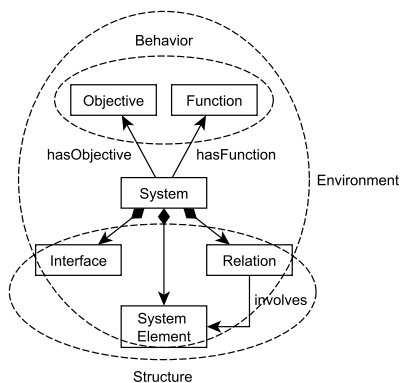 Behavior
Objective
Function
hasObjective
hasFunction
System
Environment
Interface
Relation
involves
System
Element
Structure